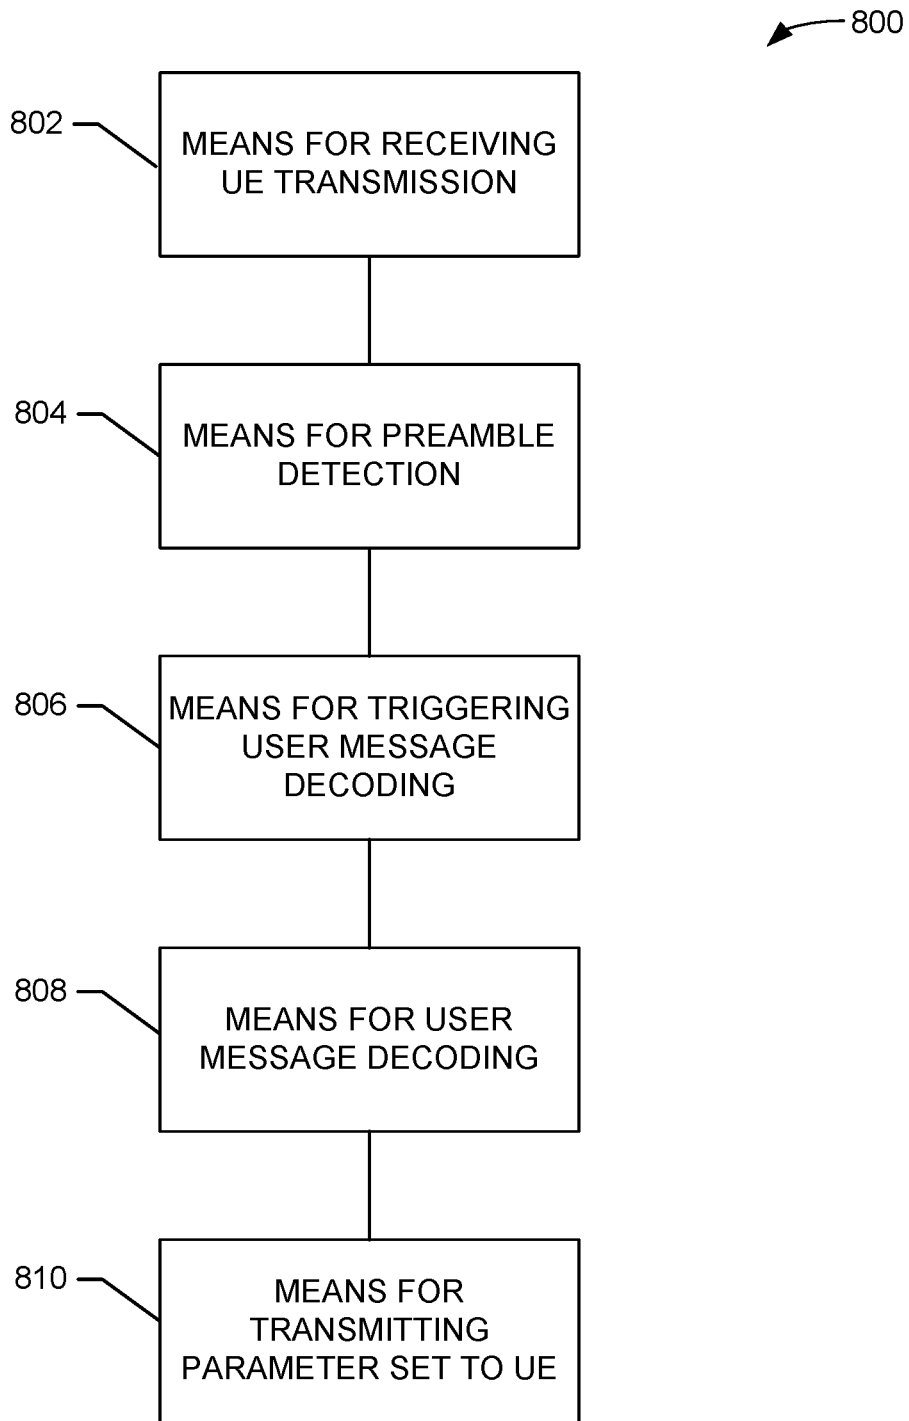 800
802
MEANS FOR RECEIVING
UE TRANSMISSION
804
MEANS FOR PREAMBLE
DETECTION
806
MEANS FOR TRIGGERING
USER MESSAGE
DECODING
808
MEANS FOR USER
MESSAGE DECODING
810
MEANS FOR
TRANSMITTING
PARAMETER SET TO UE